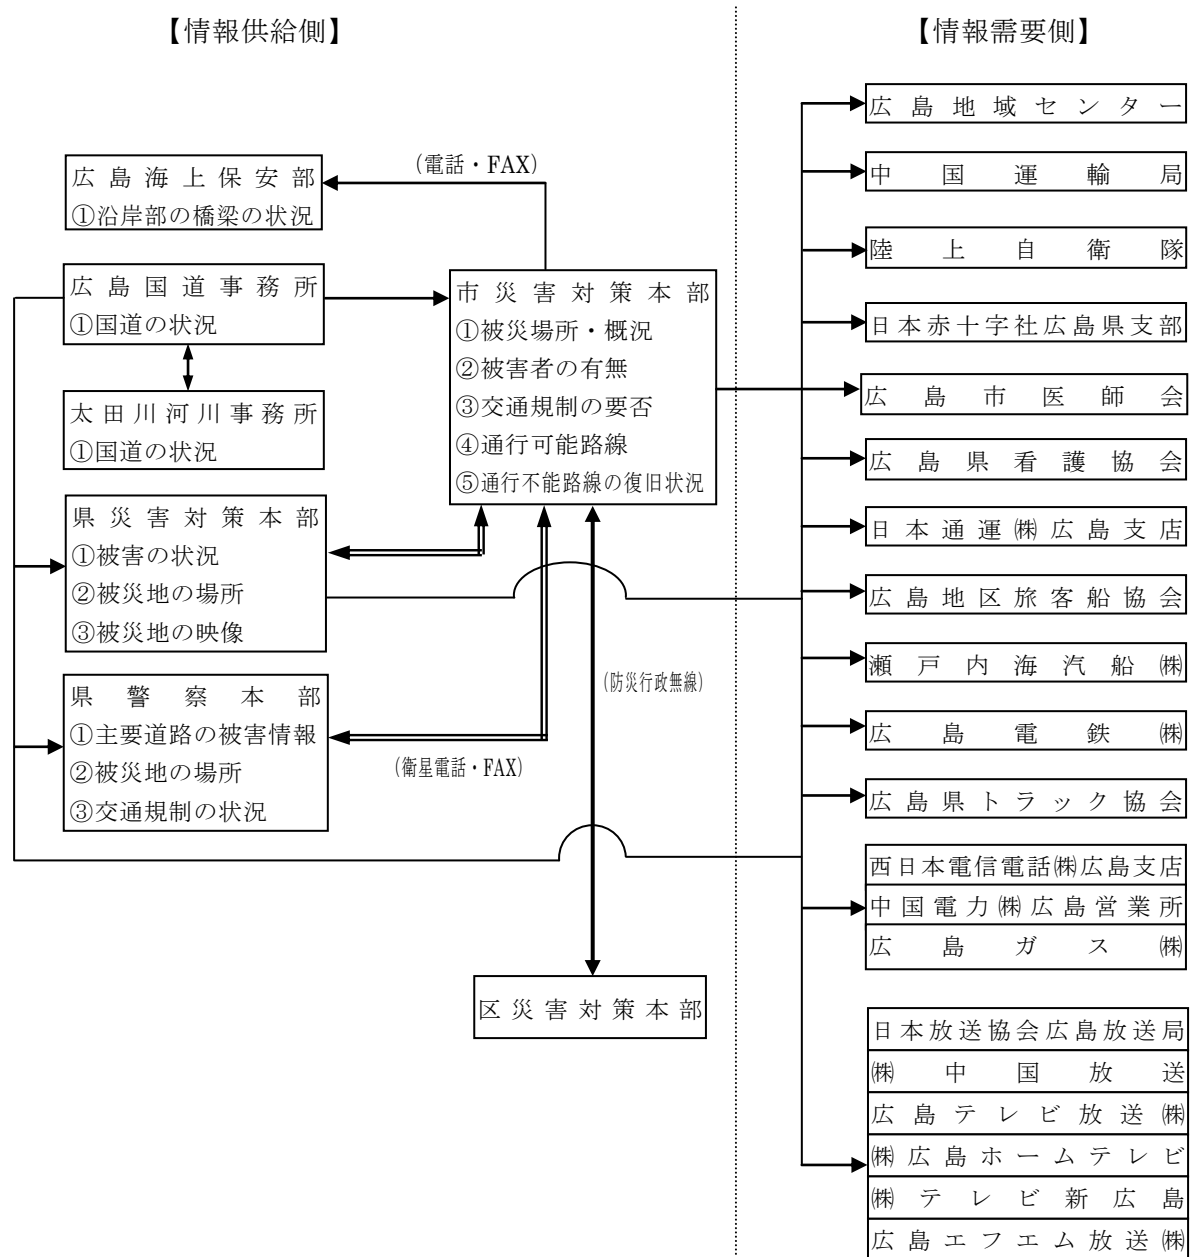 【情報供給側】
【情報需要側】
(電話・FAX)
広島海上保安部
①沿岸部の橋梁の状況
広島国道事務所
①国道の状況
太田川河川事務所
①国道の状況
県災害対策本部
①被害の状況
②被災地の場所
③被災地の映像
県警察本部
①主要道路の被害情報
②被災地の場所
③交通規制の状況
市災害対策本部
①被災場所・概況
②被害者の有無
③交通規制の要否
④通行可能路線
⑤通行不能路線の復旧状況
(防災行政無線)
(衛星電話・FAX)
区災害対策本部
広島地域センター
中国運輸局
陸上自衛隊
日本赤十字社広島県支部
広島市医師会
広島県看護協会
日本通運㈱広島支店
広島地区旅客船協会
瀬戸内海汽船㈱
広島電鉄㈱
広島県トラック協会
西日本電信電話㈱広島支店
中国電力㈱広島営業所
広島ガス㈱
日本放送協会広島放送局
㈱中国放送
広島テレビ放送㈱
㈱広島ホームテレビ
㈱テレビ新広島
広島エフエム放送㈱